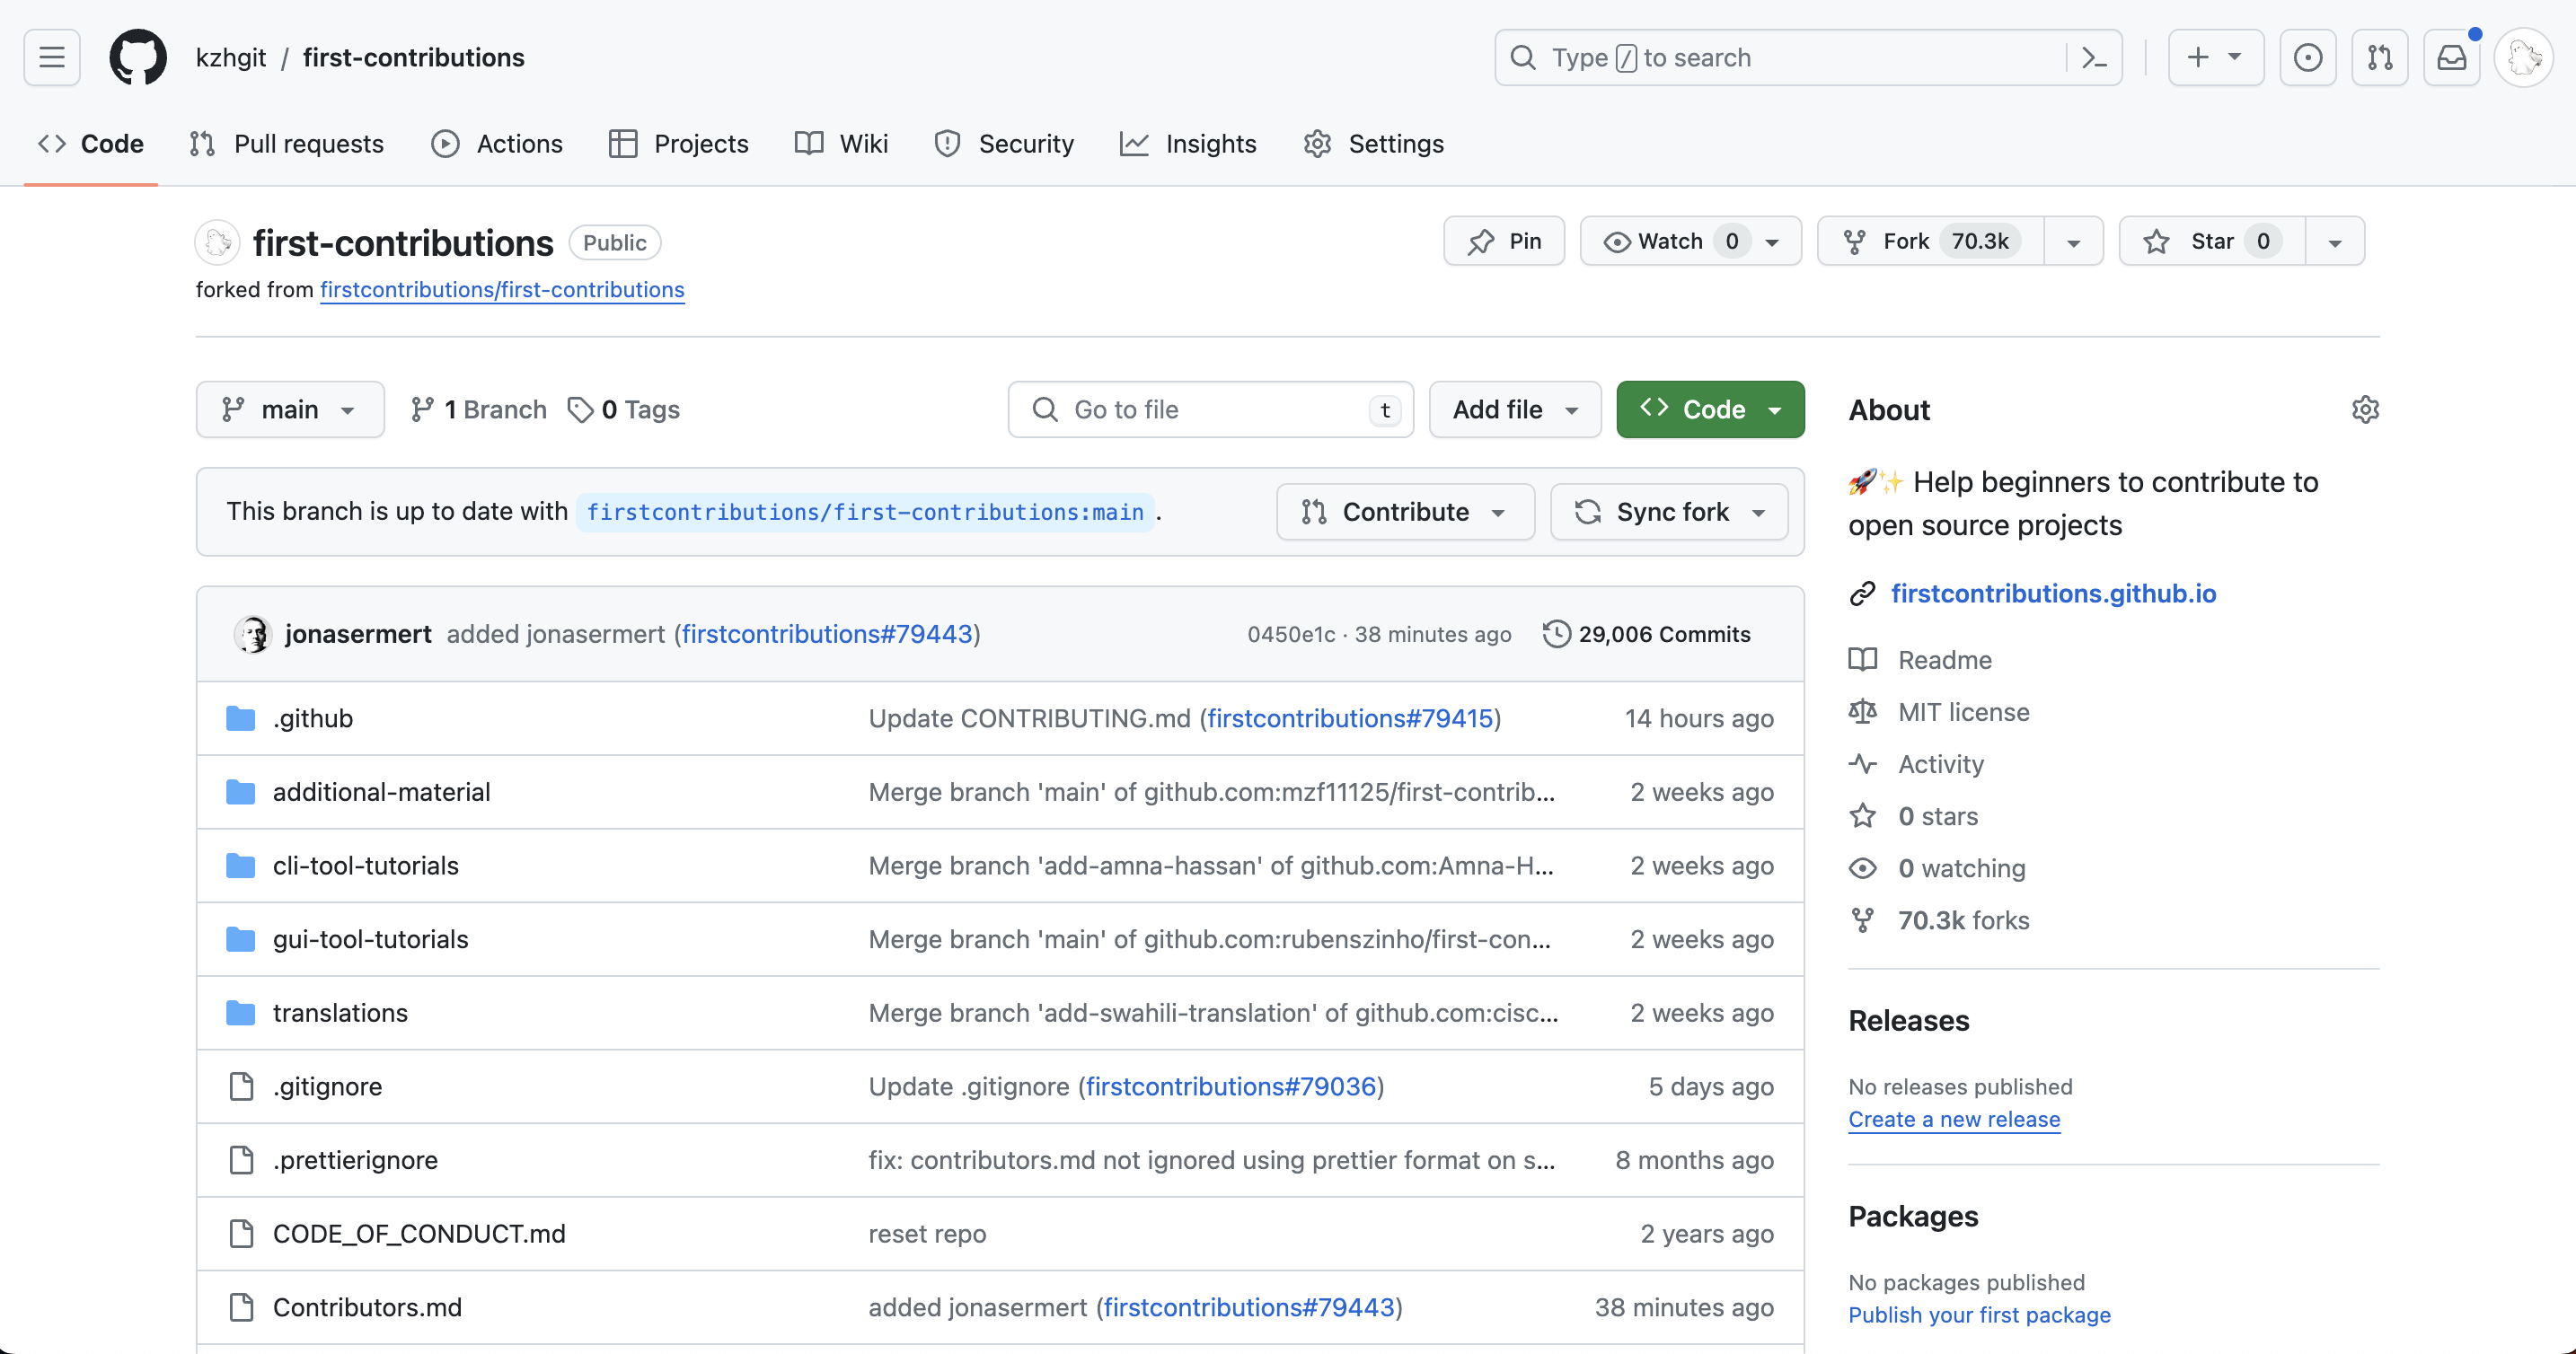 kzhgit / first-contributions
Type / to search
Code Pull requests Actions Projects Wiki Security Insights Settings
first-contributions Public
Pin Watch 0 Fork 70.3k Star 0
forked from firstcontributions/first-contributions
main 1 Branch 0 Tags Go to file t Add file Code
This branch is up to date with firstcontributions/first-contributions:main . Contribute Sync fork
jonasermert added jonasermert (firstcontributions#79443) 0450e1c · 38 minutes ago 29,006 Commits
.github Update CONTRIBUTING.md (firstcontributions#79415) 14 hours ago
additional-material Merge branch 'main' of github.com:mzf11125/first-contrib... 2 weeks ago
cli-tool-tutorials Merge branch 'add-amna-hassan' of github.com:Amna-H... 2 weeks ago
gui-tool-tutorials Merge branch 'main' of github.com:rubenszinho/first-con... 2 weeks ago
translations Merge branch 'add-swahili-translation' of github.com:cisc... 2 weeks ago
.gitignore Update .gitignore (firstcontributions#79036) 5 days ago
.prettierignore fix: contributors.md not ignored using prettier format on s... 8 months ago
CODE_OF_CONDUCT.md reset repo 2 years ago
Contributors.md added jonasermert (firstcontributions#79443) 38 minutes ago
About
🚀✨ Help beginners to contribute to
open source projects
firstcontributions.github.io
Readme
MIT license
Activity
0 stars
0 watching
70.3k forks
Releases
No releases published
Create a new release
Packages
No packages published
Publish your first package